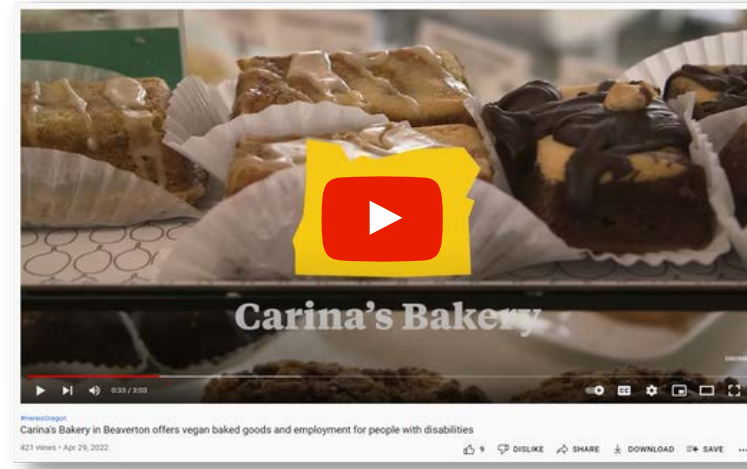 Carina's Bakery
0:33 / 3:03
CC
#HereisOregon
Carina's Bakery in Beaverton offers vegan baked goods and employment for people with disabilities
421 views • Apr 29, 2022
9 DISLIKE SHARE DOWNLOAD SAVE ...